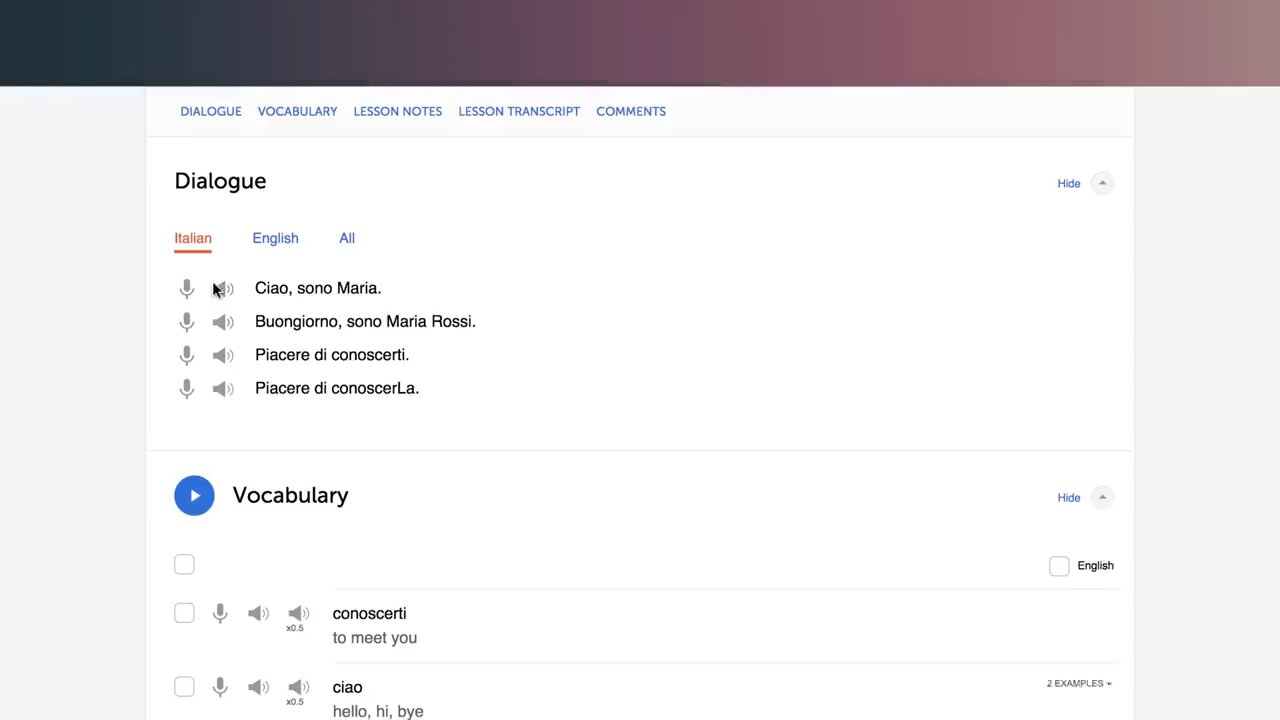 DIALOGUE VOCABULARY LESSON NOTES LESSON TRANSCRIPT COMMENTS
Dialogue
Hide
Italian English All
Ciao, sono Maria.
Buongiorno, sono Maria Rossi.
Piacere di conoscerti.
Piacere di conoscerLa.
Vocabulary
Hide
English
conoscerti
x0.5
to meet you
ciao
2 EXAMPLES
x0.5
hello, hi, bye